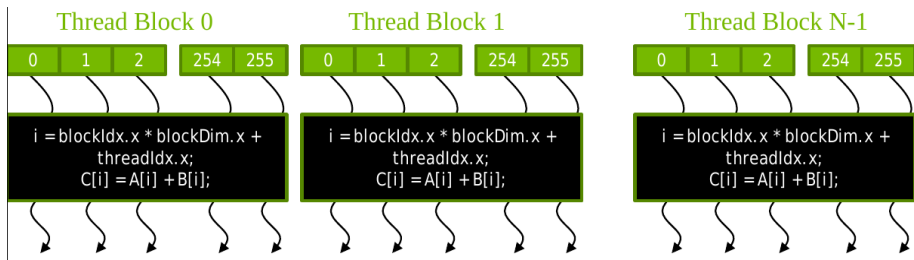 Thread Block 0
0 1 2 254 255
i = blockIdx.x * blockDim.x +
threadIdx.x;
C[i] = A[i] + B[i];
Thread Block 1
0 1 2 254 255
i = blockIdx.x * blockDim.x +
threadIdx.x;
C[i] = A[i] + B[i];
Thread Block N-1
0 1 2 254 255
i = blockIdx.x * blockDim.x +
threadIdx.x;
C[i] = A[i] + B[i];